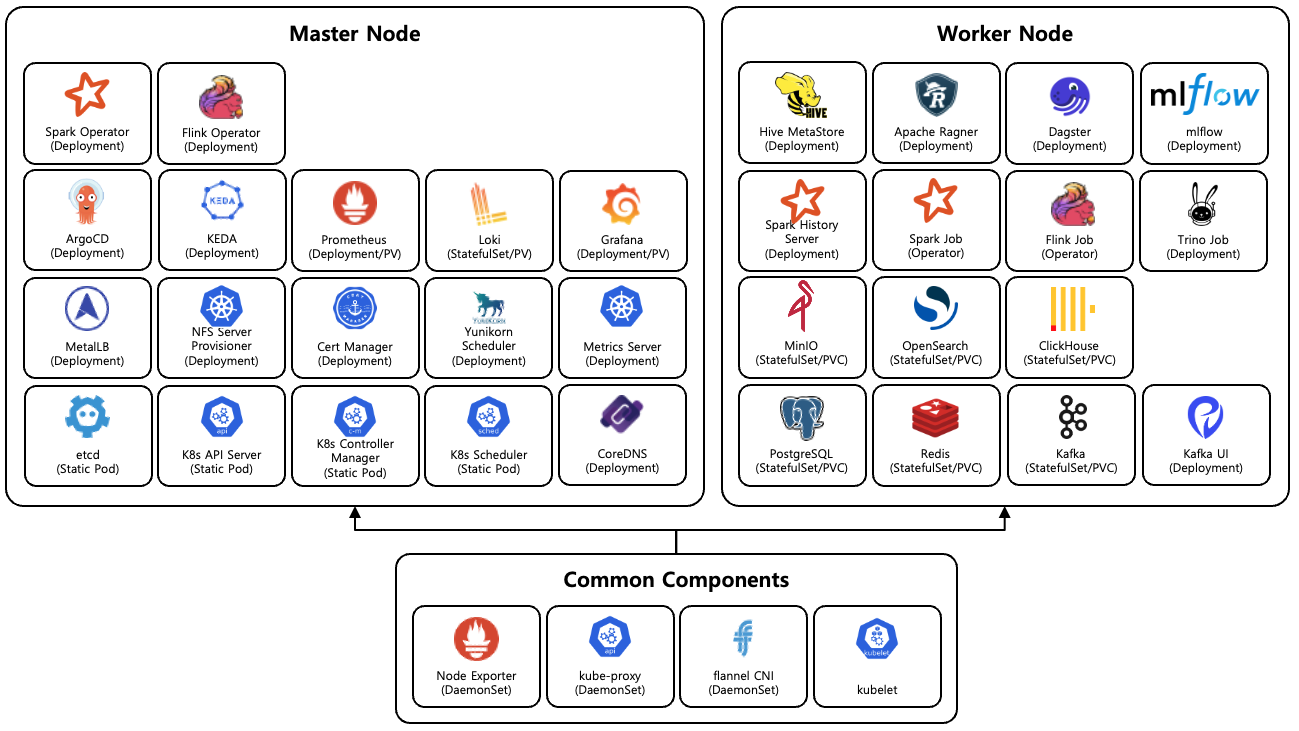 Master Node
Spark Operator
(Deployment)
Flink Operator
(Deployment)
ArgoCD
(Deployment)
KEDA
KEDA
(Deployment)
Prometheus
(Deployment/PV)
Loki
(StatefulSet/PV)
Grafana
(Deployment/PV)
MetalLB
(Deployment)
NFS Server
Provisioner
(Deployment)
CERT
MANAGER
Cert Manager
(Deployment)
YUNIKORN
Yunikorn
Scheduler
(Deployment)
Metrics Server
(Deployment)
etcd
(Static Pod)
api
K8s API Server
(Static Pod)
c-m
K8s Controller
Manager
(Static Pod)
sched
K8s Scheduler
(Static Pod)
CoreDNS
(Deployment)
Worker Node
HIVE
Hive MetaStore
(Deployment)
R
Apache Ragner
(Deployment)
Dagster
(Deployment)
mlflow
mlflow
(Deployment)
Spark History
Server
(Deployment)
Spark Job
(Operator)
Flink Job
(Operator)
Trino Job
(Deployment)
MinIO
(StatefulSet/PVC)
OpenSearch
(StatefulSet/PVC)
ClickHouse
(StatefulSet/PVC)
PostgreSQL
(StatefulSet/PVC)
Redis
(StatefulSet/PVC)
Kafka
(StatefulSet/PVC)
Kafka UI
(Deployment)
Common Components
Node Exporter
(DaemonSet)
api
kube-proxy
(DaemonSet)
flannel CNI
(DaemonSet)
kubelet
kubelet